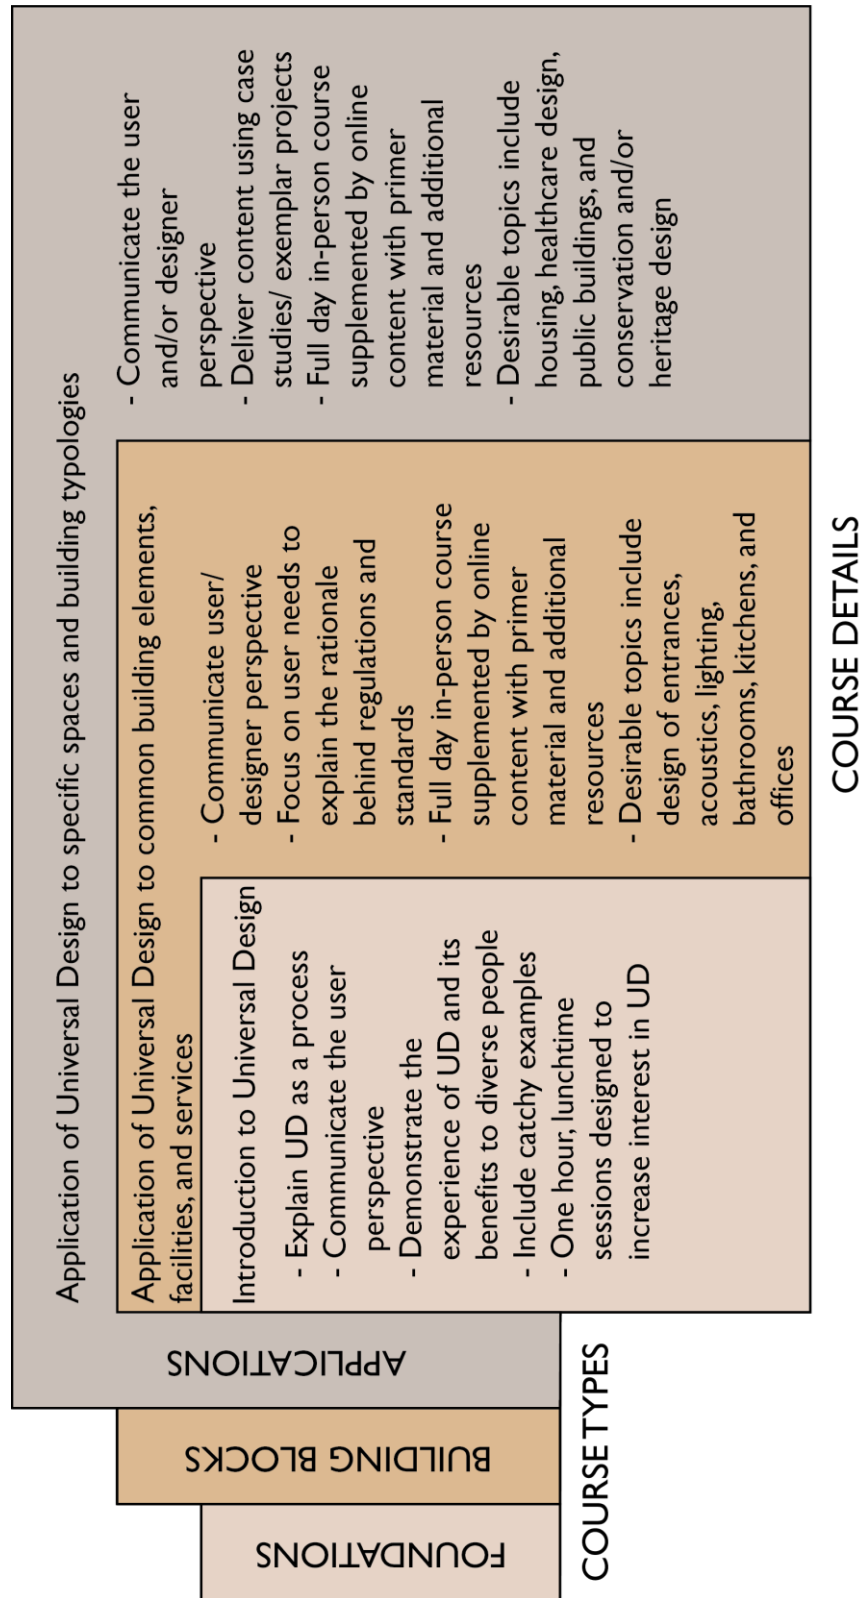 Application of Universal Design to specific spaces and building typologies
- Communicate the user
and/or designer
perspective
- Deliver content using case
studies/ exemplar projects
- Full day in-person course
supplemented by online
content with primer
material and additional
resources
- Desirable topics include
housing, healthcare design,
public buildings, and
conservation and/or
heritage design
Application of Universal Design to common building elements,
facilities, and services
- Communicate user/
designer perspective
- Focus on user needs to
explain the rationale
behind regulations and
standards
- Full day in-person course
supplemented by online
content with primer
material and additional
resources
- Desirable topics include
design of entrances,
acoustics, lighting,
bathrooms, kitchens, and
offices
Introduction to Universal Design
- Explain UD as a process
- Communicate the user
perspective
- Demonstrate the
experience of UD and its
benefits to diverse people
- Include catchy examples
- One hour, lunchtime
sessions designed to
increase interest in UD
FOUNDATIONS
BUILDING BLOCKS
APPLICATIONS
COURSE TYPES
COURSE DETAILS